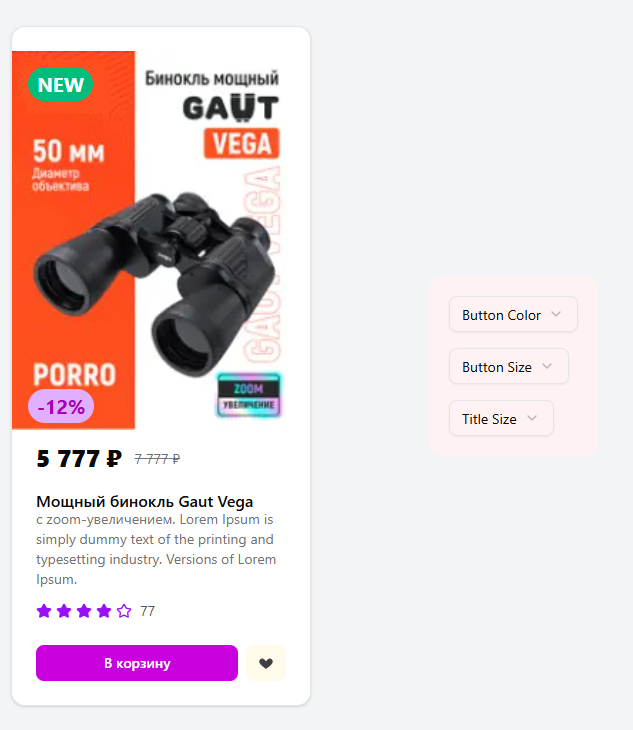 NEW
Бинокль мощный
GAUT
VEGA
50 мм
Диаметр
объектива
GAUT VEGA
PORRO
ZOOM
УВЕЛИЧЕНИЕ
-12%
5 777 ₽ 7 777 ₽
Мощный бинокль Gaut Vega
с zoom-увеличением. Lorem Ipsum is
simply dummy text of the printing and
typesetting industry. Versions of Lorem
Ipsum.
77
В корзину
Button Color
Button Size
Title Size